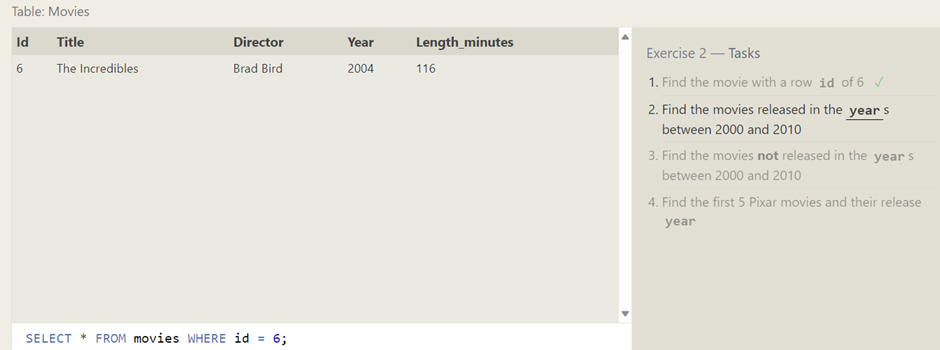 Table: Movies
Id Title Director Year Length_minutes
6 The Incredibles Brad Bird 2004 116
Exercise 2 — Tasks
1. Find the movie with a row id of 6 ✓
2. Find the movies released in the year s
between 2000 and 2010
3. Find the movies not released in the year s
between 2000 and 2010
4. Find the first 5 Pixar movies and their release
year
SELECT * FROM movies WHERE id = 6;